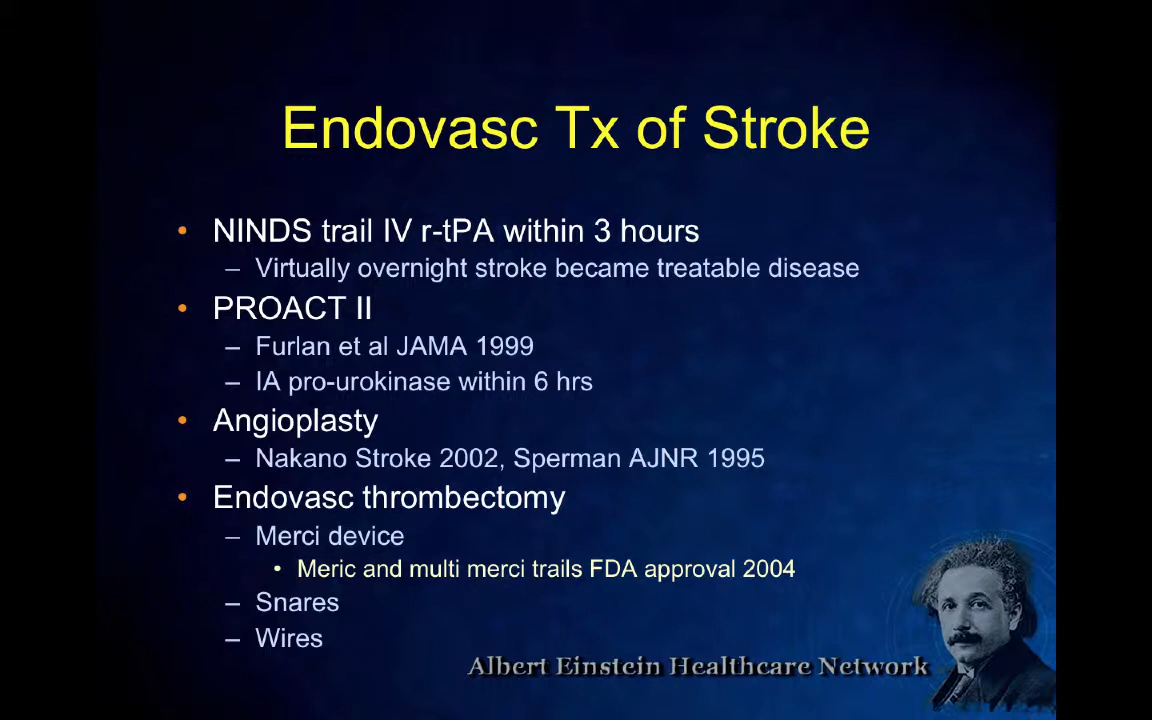 Endovasc Tx of Stroke
• NINDS trail IV r-tPA within 3 hours
– Virtually overnight stroke became treatable disease
• PROACT II
– Furlan et al JAMA 1999
– IA pro-urokinase within 6 hrs
• Angioplasty
– Nakano Stroke 2002, Sperman AJNR 1995
• Endovasc thrombectomy
– Merci device
• Meric and multi merci trails FDA approval 2004
– Snares
– Wires
Albert Einstein Healthcare Network